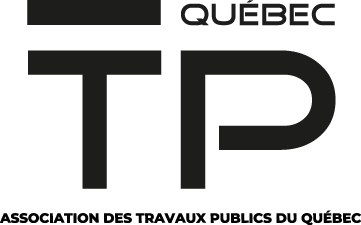 QUÉBEC
TP
ASSOCIATION DES TRAVAUX PUBLICS DU QUÉBEC